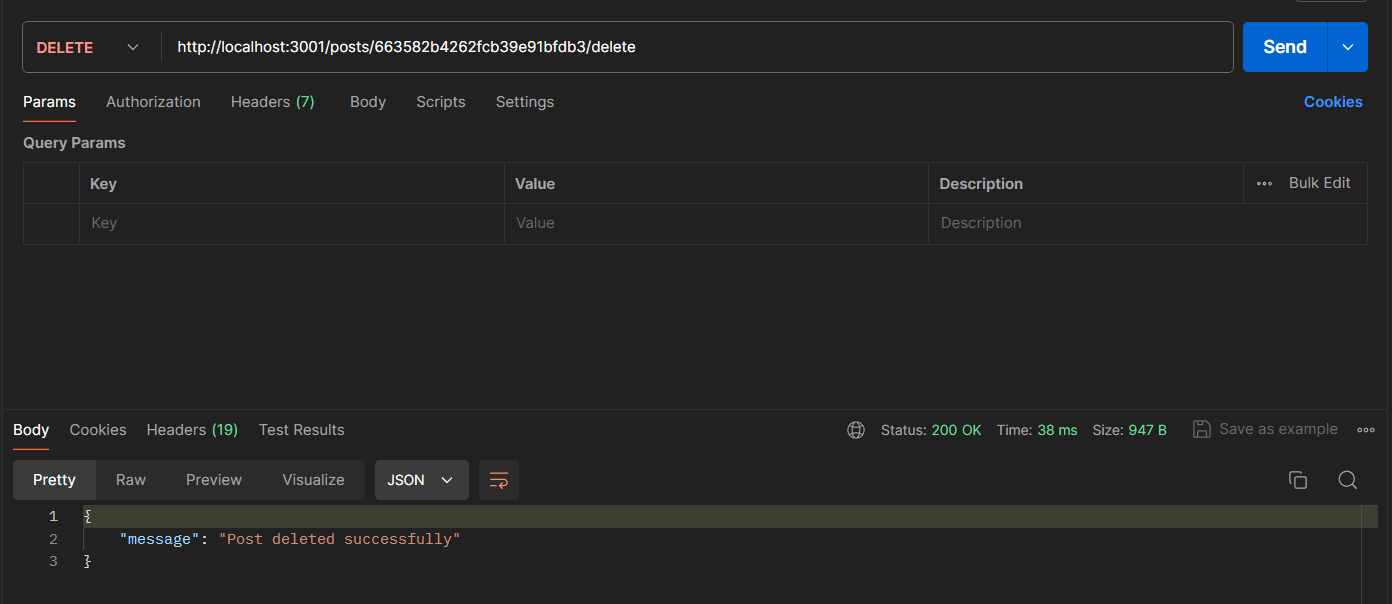 DELETE http://localhost:3001/posts/663582b4262fcb39e91bfdb3/delete Send
Params Authorization Headers (7) Body Scripts Settings Cookies
Query Params
Key Value Description Bulk Edit
Key Value Description
Body Cookies Headers (19) Test Results Status: 200 OK Time: 38 ms Size: 947 B Save as example
Pretty Raw Preview Visualize JSON
1 {
2 "message": "Post deleted successfully"
3 }